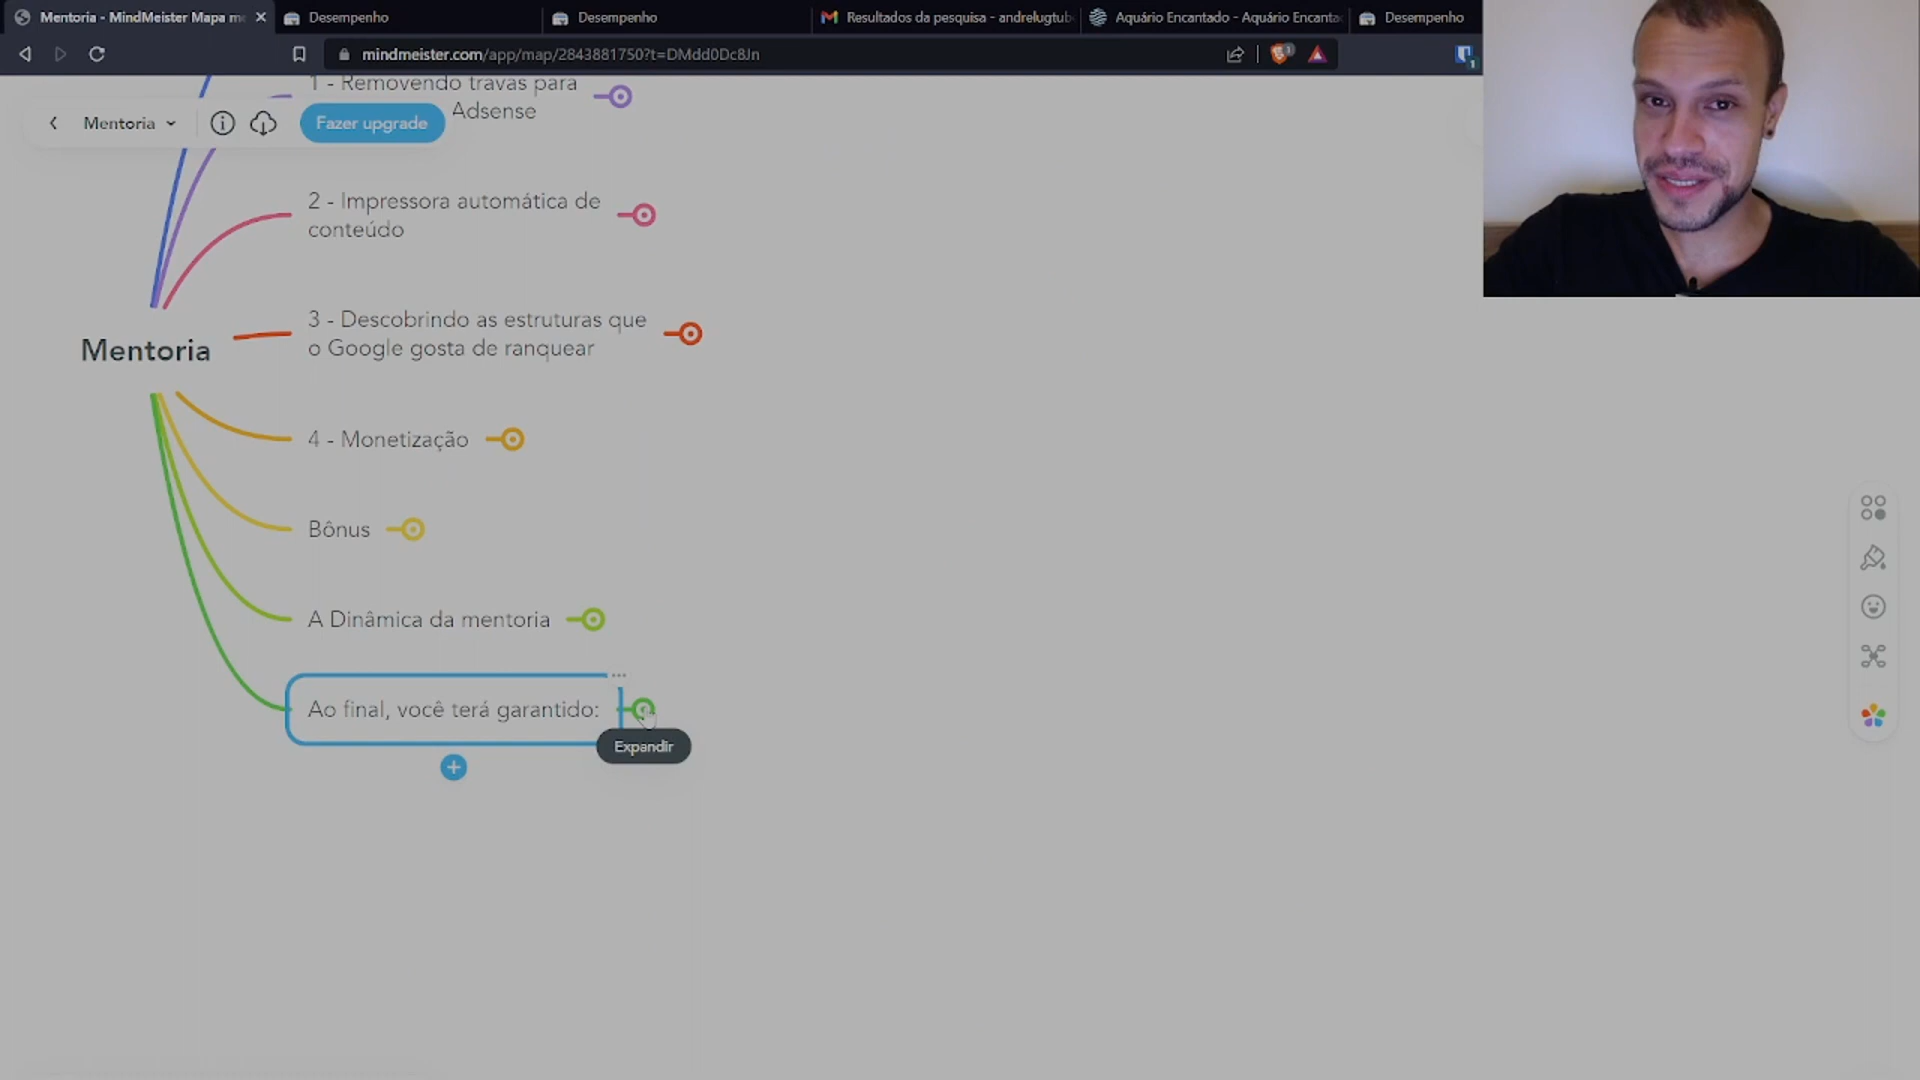 Mentoria - MindMeister Mapa me
Desempenho
Desempenho
Resultados da pesquisa - andrelugtub
Aquário Encantado - Aquário Encanta
Desempenho
mindmeister.com/app/map/2843881750?t=DMdd0Dc8Jn
1 - Removendo travas para
Adsense
Mentoria
Fazer upgrade
2 - Impressora automática de
conteúdo
3 - Descobrindo as estruturas que
o Google gosta de ranquear
Mentoria
4 - Monetização
Bônus
A Dinâmica da mentoria
Ao final, você terá garantido:
Expandir